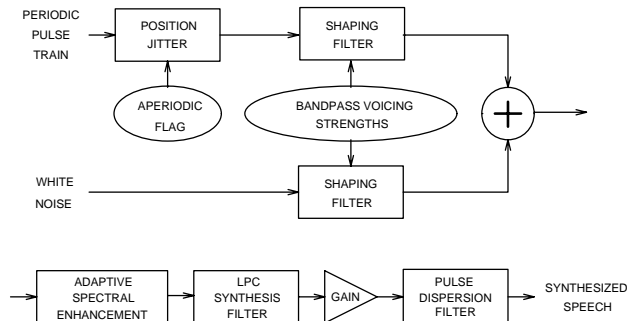 PERIODIC
PULSE
TRAIN
POSITION
JITTER
SHAPING
FILTER
APERIODIC
FLAG
BANDPASS VOICING
STRENGTHS
+
WHITE
NOISE
SHAPING
FILTER
ADAPTIVE
SPECTRAL
ENHANCEMENT
LPC
SYNTHESIS
FILTER
GAIN
PULSE
DISPERSION
FILTER
SYNTHESIZED
SPEECH